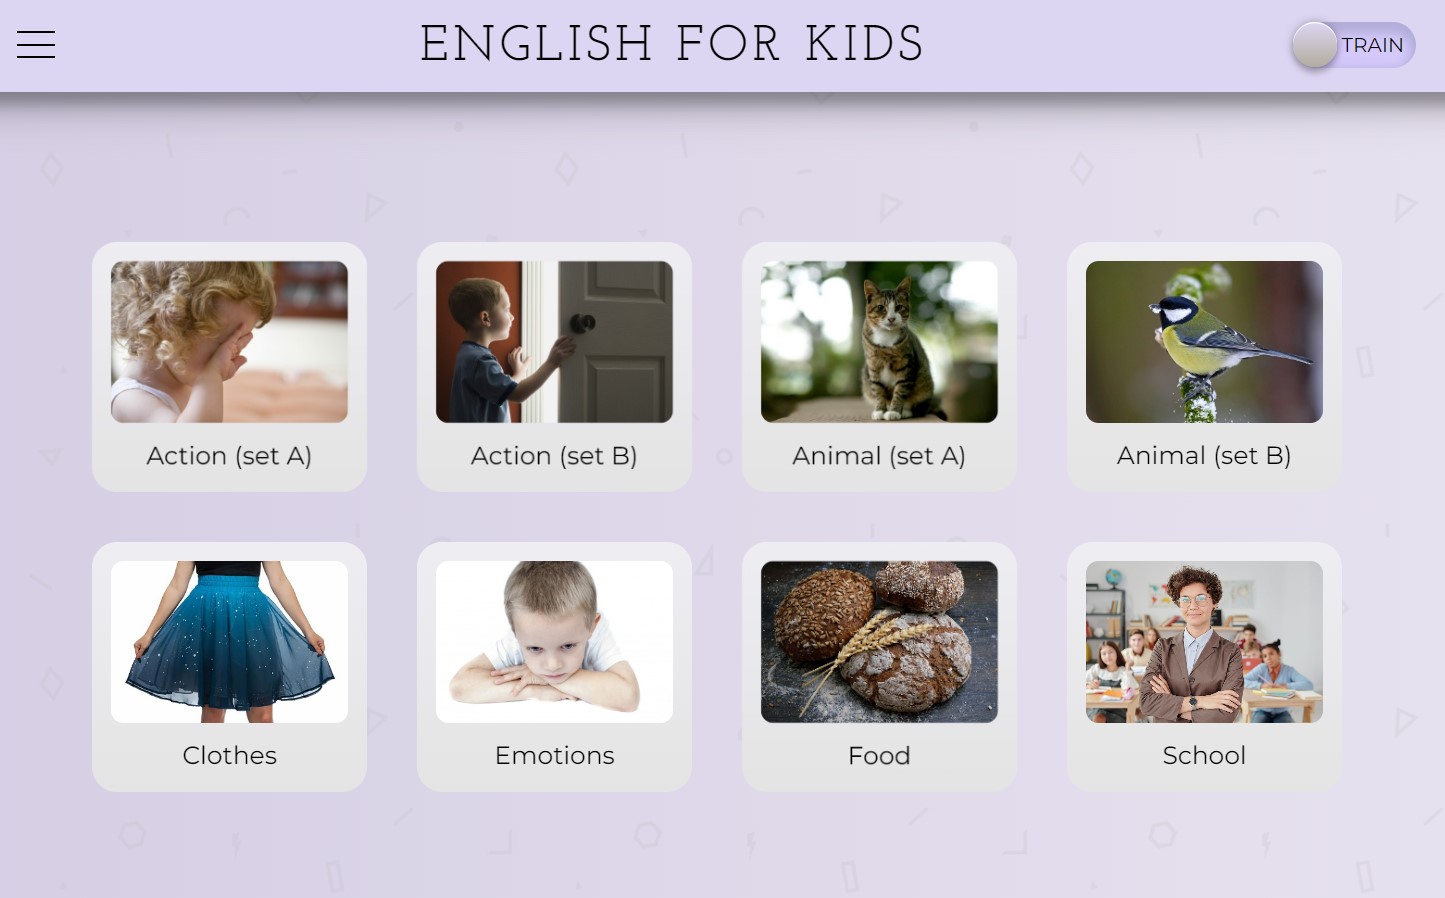 ENGLISH FOR KIDS
TRAIN
Action (set A)
Action (set B)
Animal (set A)
Animal (set B)
Clothes
Emotions
Food
School